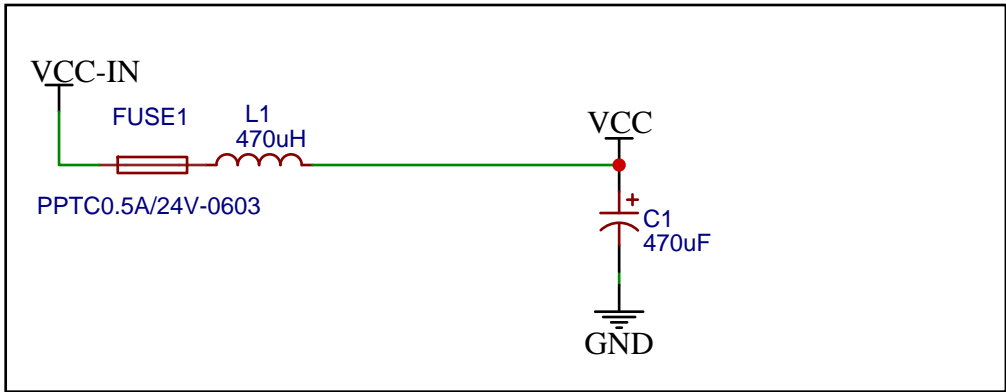 VCC-IN
FUSE1
L1
470uH
VCC
PPTC0.5A/24V-0603
+
C1
470uF
GND